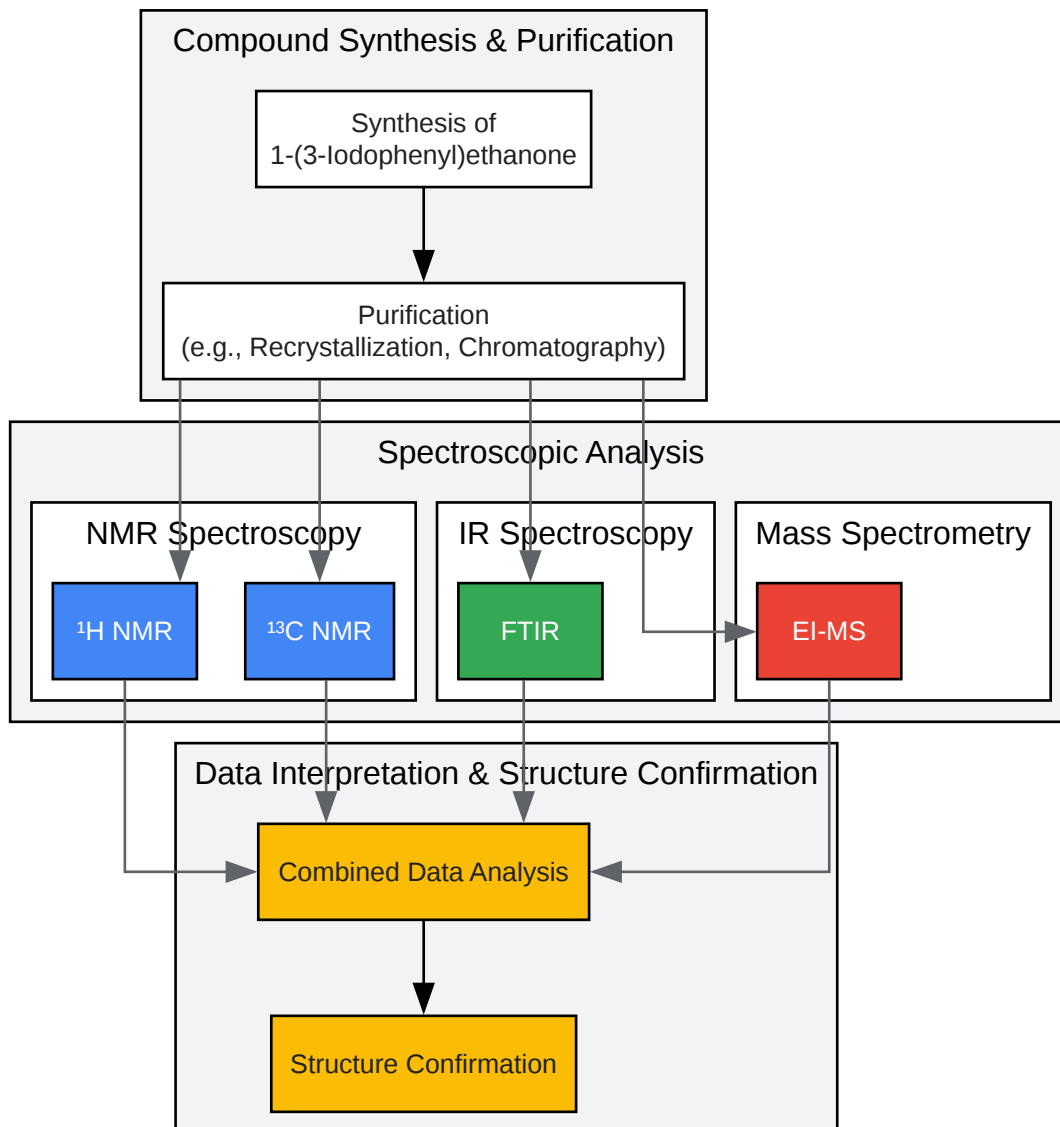 Compound Synthesis & Purification
Synthesis of
1-(3-Iodophenyl)ethanone
Purification
(e.g., Recrystallization, Chromatography)
Spectroscopic Analysis
NMR Spectroscopy
IR Spectroscopy
Mass Spectrometry
¹H NMR
¹³C NMR
FTIR
EI-MS
Data Interpretation & Structure Confirmation
Combined Data Analysis
Structure Confirmation